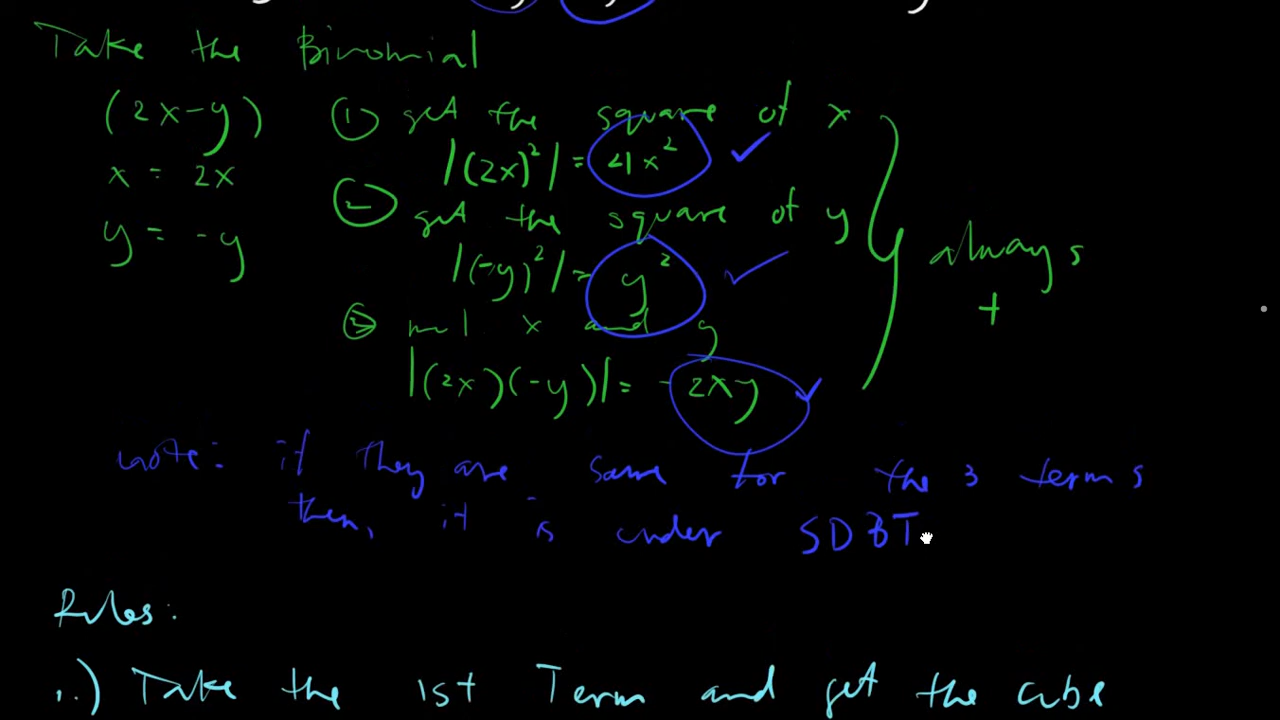 Take the Binomial
(2x-y) ① get the square of x
|(2x)²| = 4x²
x = 2x
② get the square of y
y = -y
|(-y)²| = y²
always
+
③ mul x and y
|(2x)(-y)| = -2xy
note: if they are same for the 3 terms
then, it is under SDBT
Rules:
1.) Take the 1st Term and get the cube